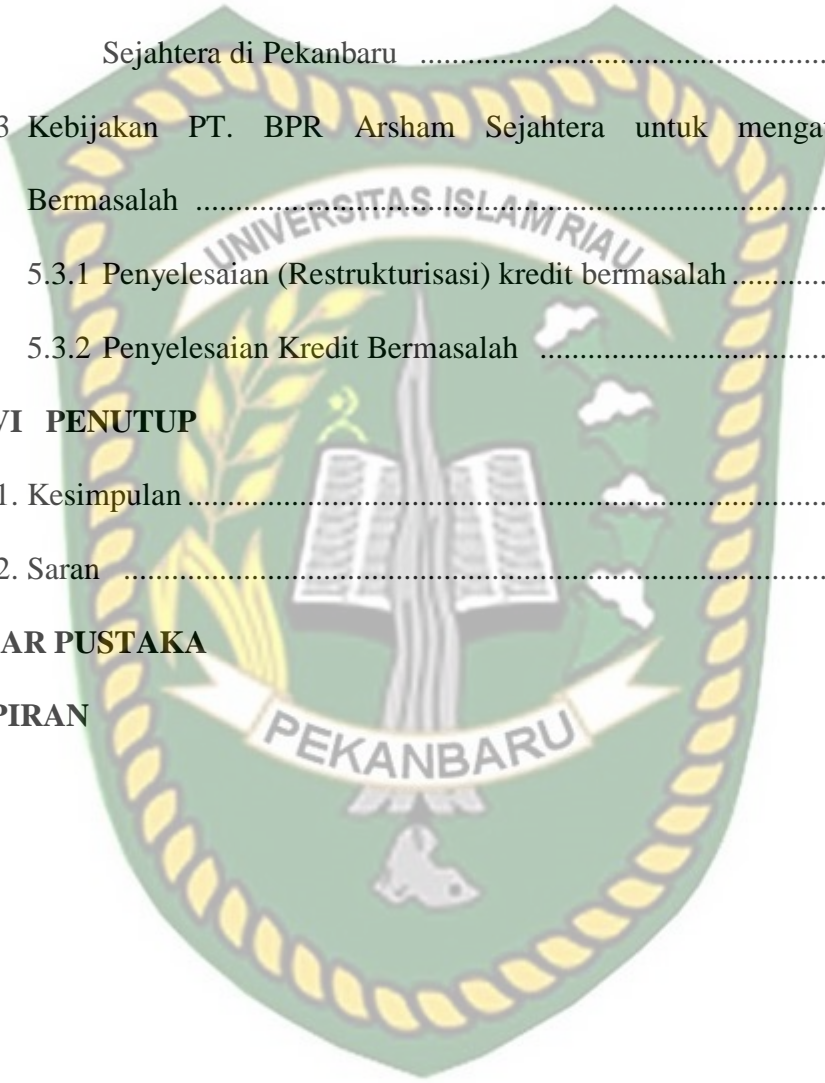 Sejahtera di Pekanbaru ....................................................
3 Kebijakan PT. BPR Arsham Sejahtera untuk
Bermasalah ....................................................
UNIVERSITAS ISLAM RIAU
5.3.1 Penyelesaian (Restrukturisasi) kredit bermasalah ............
5.3.2 Penyelesaian Kredit Bermasalah ....................................
VI PENUTUP
1. Kesimpulan ....................................................
2. Saran ....................................................
AR PUSTAKA
PIRAN
PEKANBARU